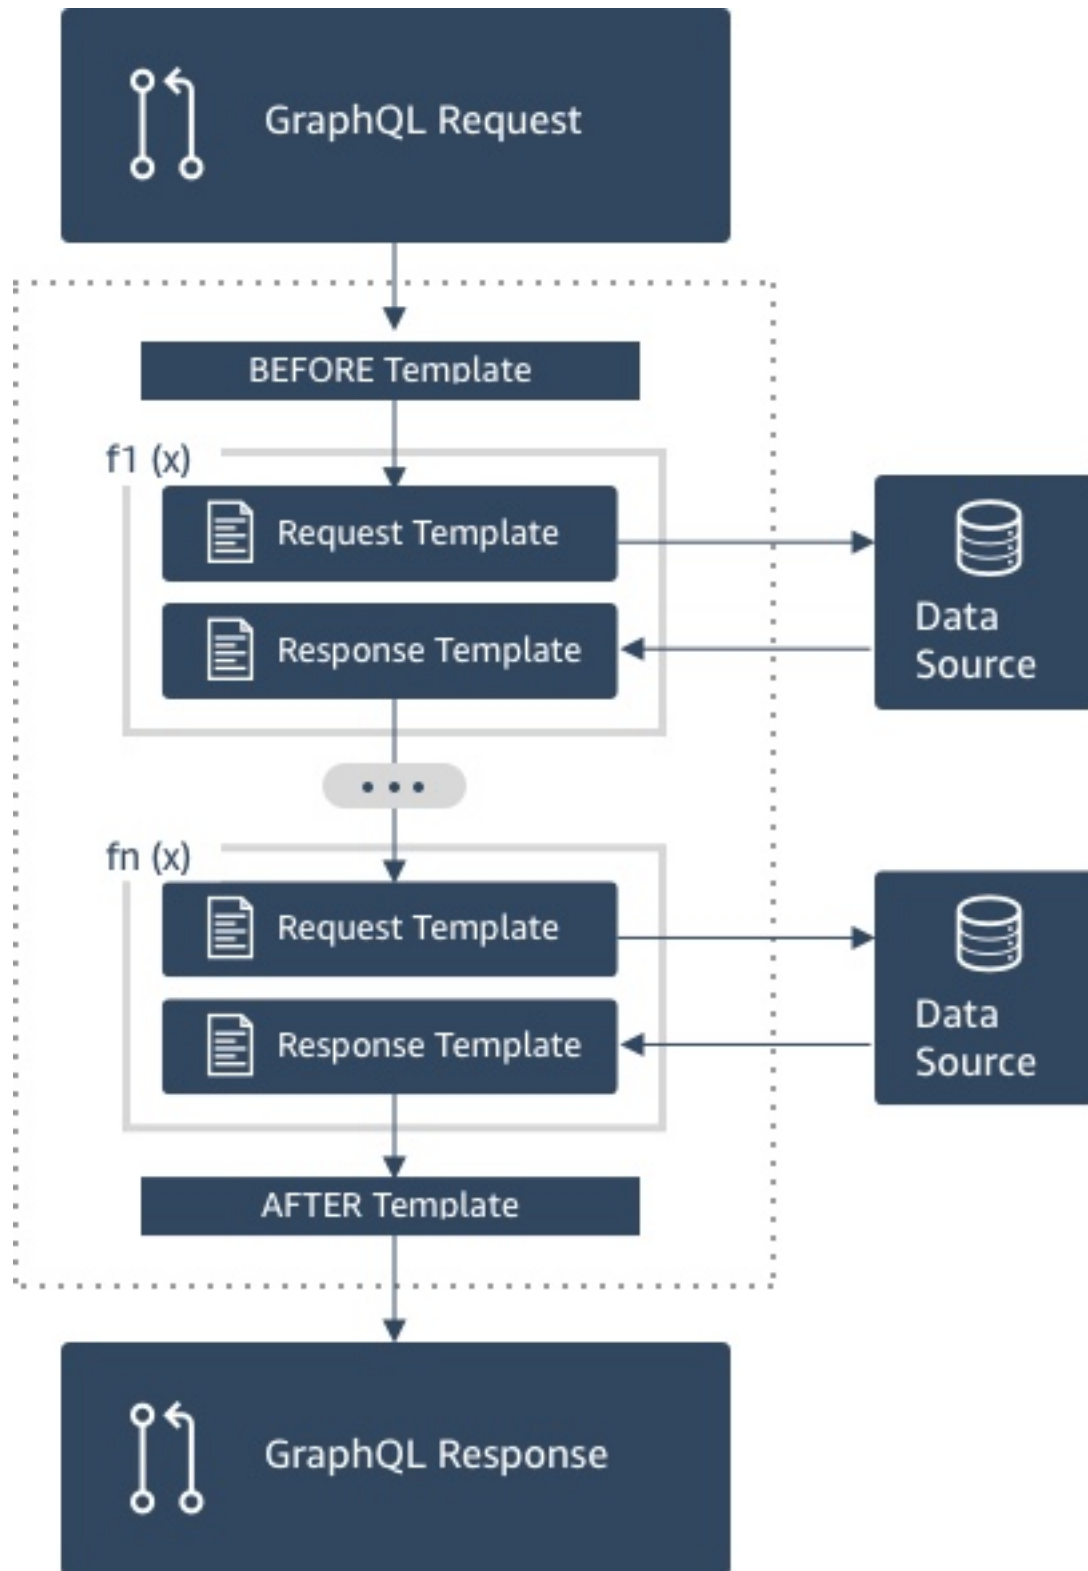 GraphQL Request
BEFORE Template
f1 (x)
Request Template
Response Template
Data
Source
fn (x)
Request Template
Response Template
Data
Source
AFTER Template
GraphQL Response